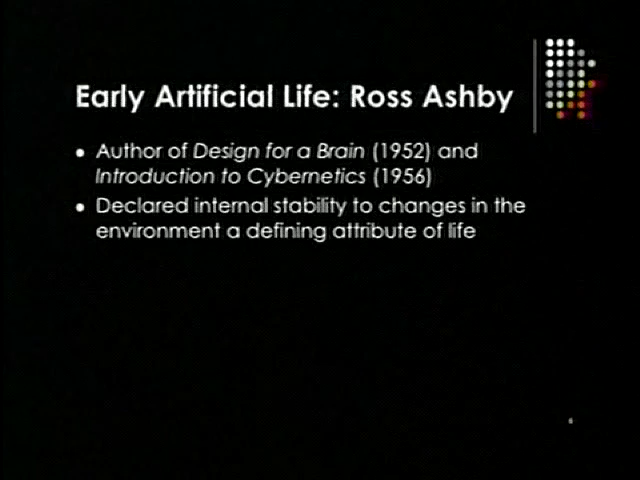 Early Artificial Life: Ross Ashby
• Author of Design for a Brain (1952) and
Introduction to Cybernetics (1956)
• Declared internal stability to changes in the
environment a defining attribute of life